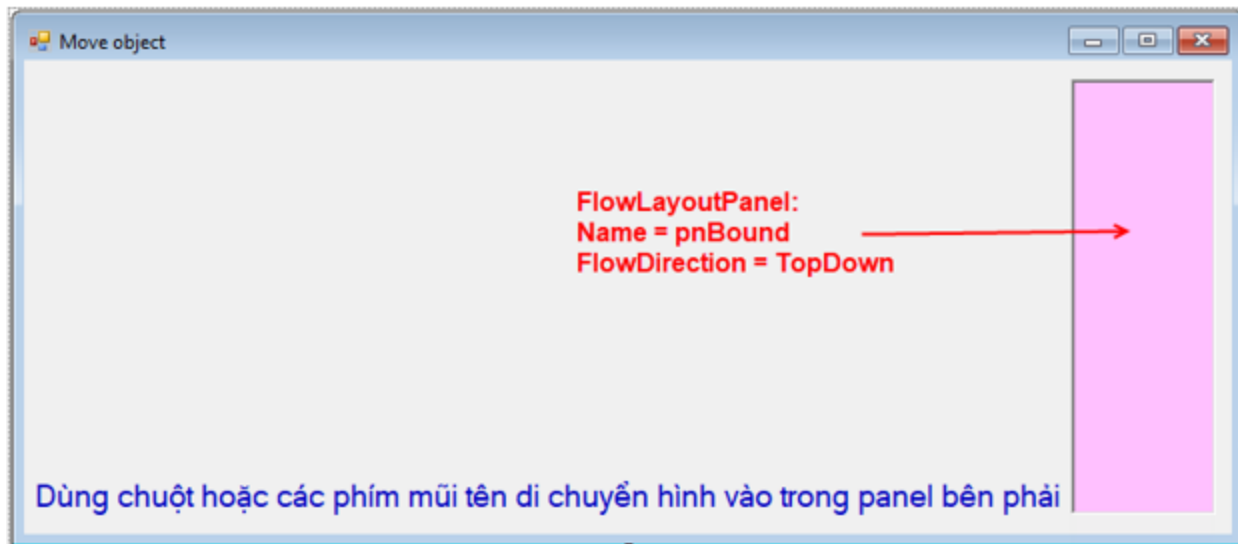 Move object
FlowLayoutPanel:
Name = pnBound
FlowDirection = TopDown
Dùng chuột hoặc các phím mũi tên di chuyển hình vào trong panel bên phải